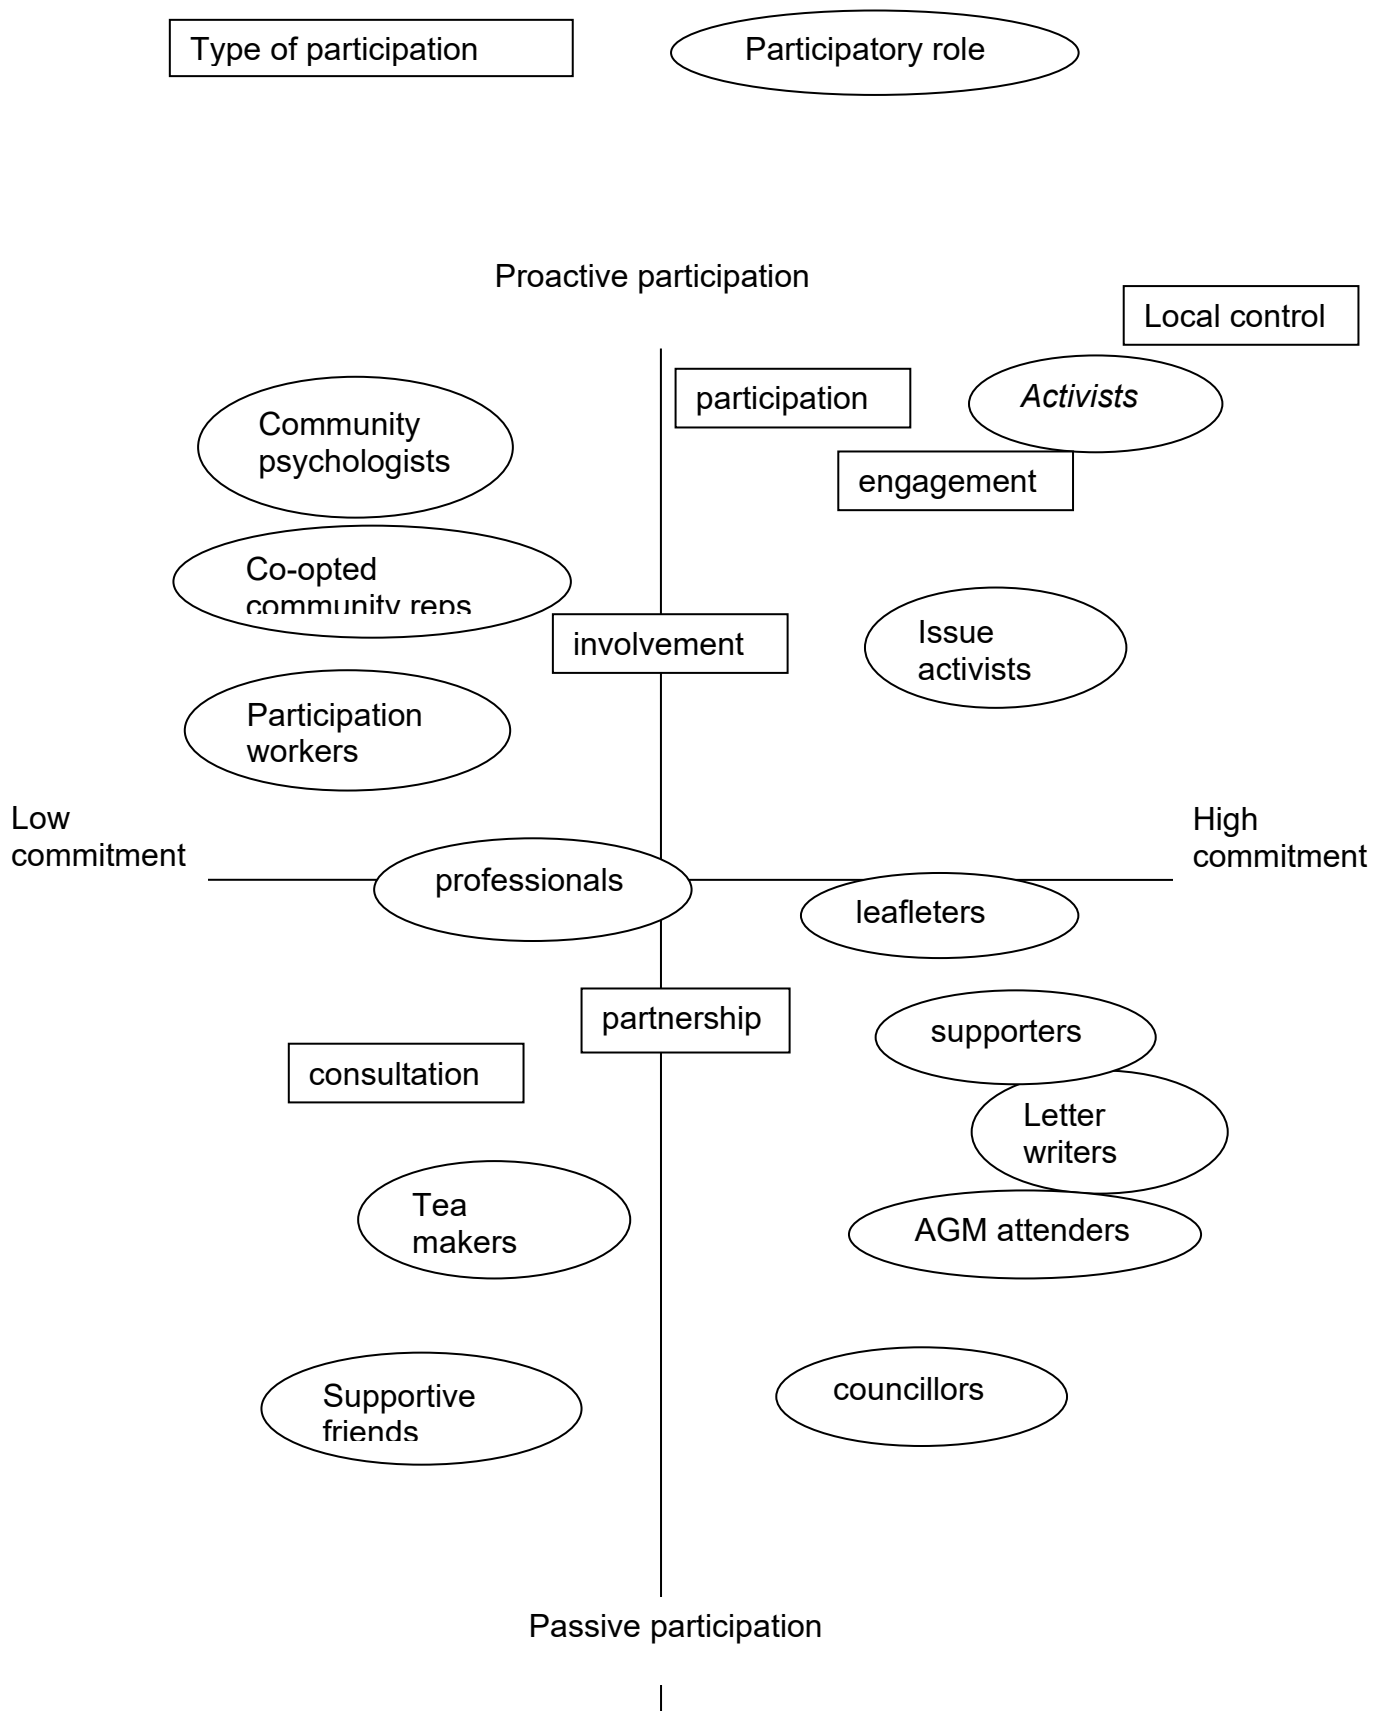 Type of participation
Participatory role
Proactive participation
Local control
participation
Activists
Community
psychologists
engagement
Co-opted
community reps
involvement
Issue
activists
Participation
workers
Low
commitment
High
commitment
professionals
leafleters
partnership
supporters
consultation
Letter
writers
Tea
makers
AGM attenders
Supportive
friends
councillors
Passive participation